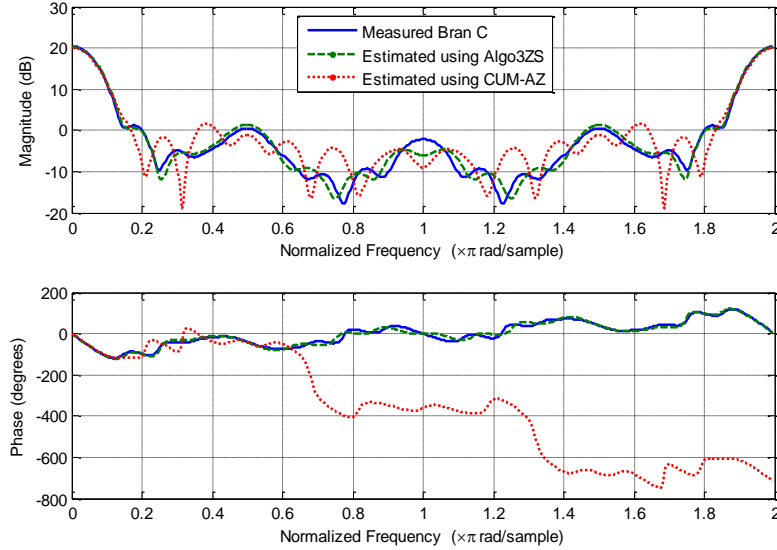 30
20
10
0
-10
-20
Magnitude (dB)
Measured Bran C
Estimated using Algo3ZS
Estimated using CUM-AZ
0 0.2 0.4 0.6 0.8 1 1.2 1.4 1.6 1.8 2
Normalized Frequency (×π rad/sample)
200
0
-200
-400
-600
-800
Phase (degrees)
0 0.2 0.4 0.6 0.8 1 1.2 1.4 1.6 1.8 2
Normalized Frequency (×π rad/sample)